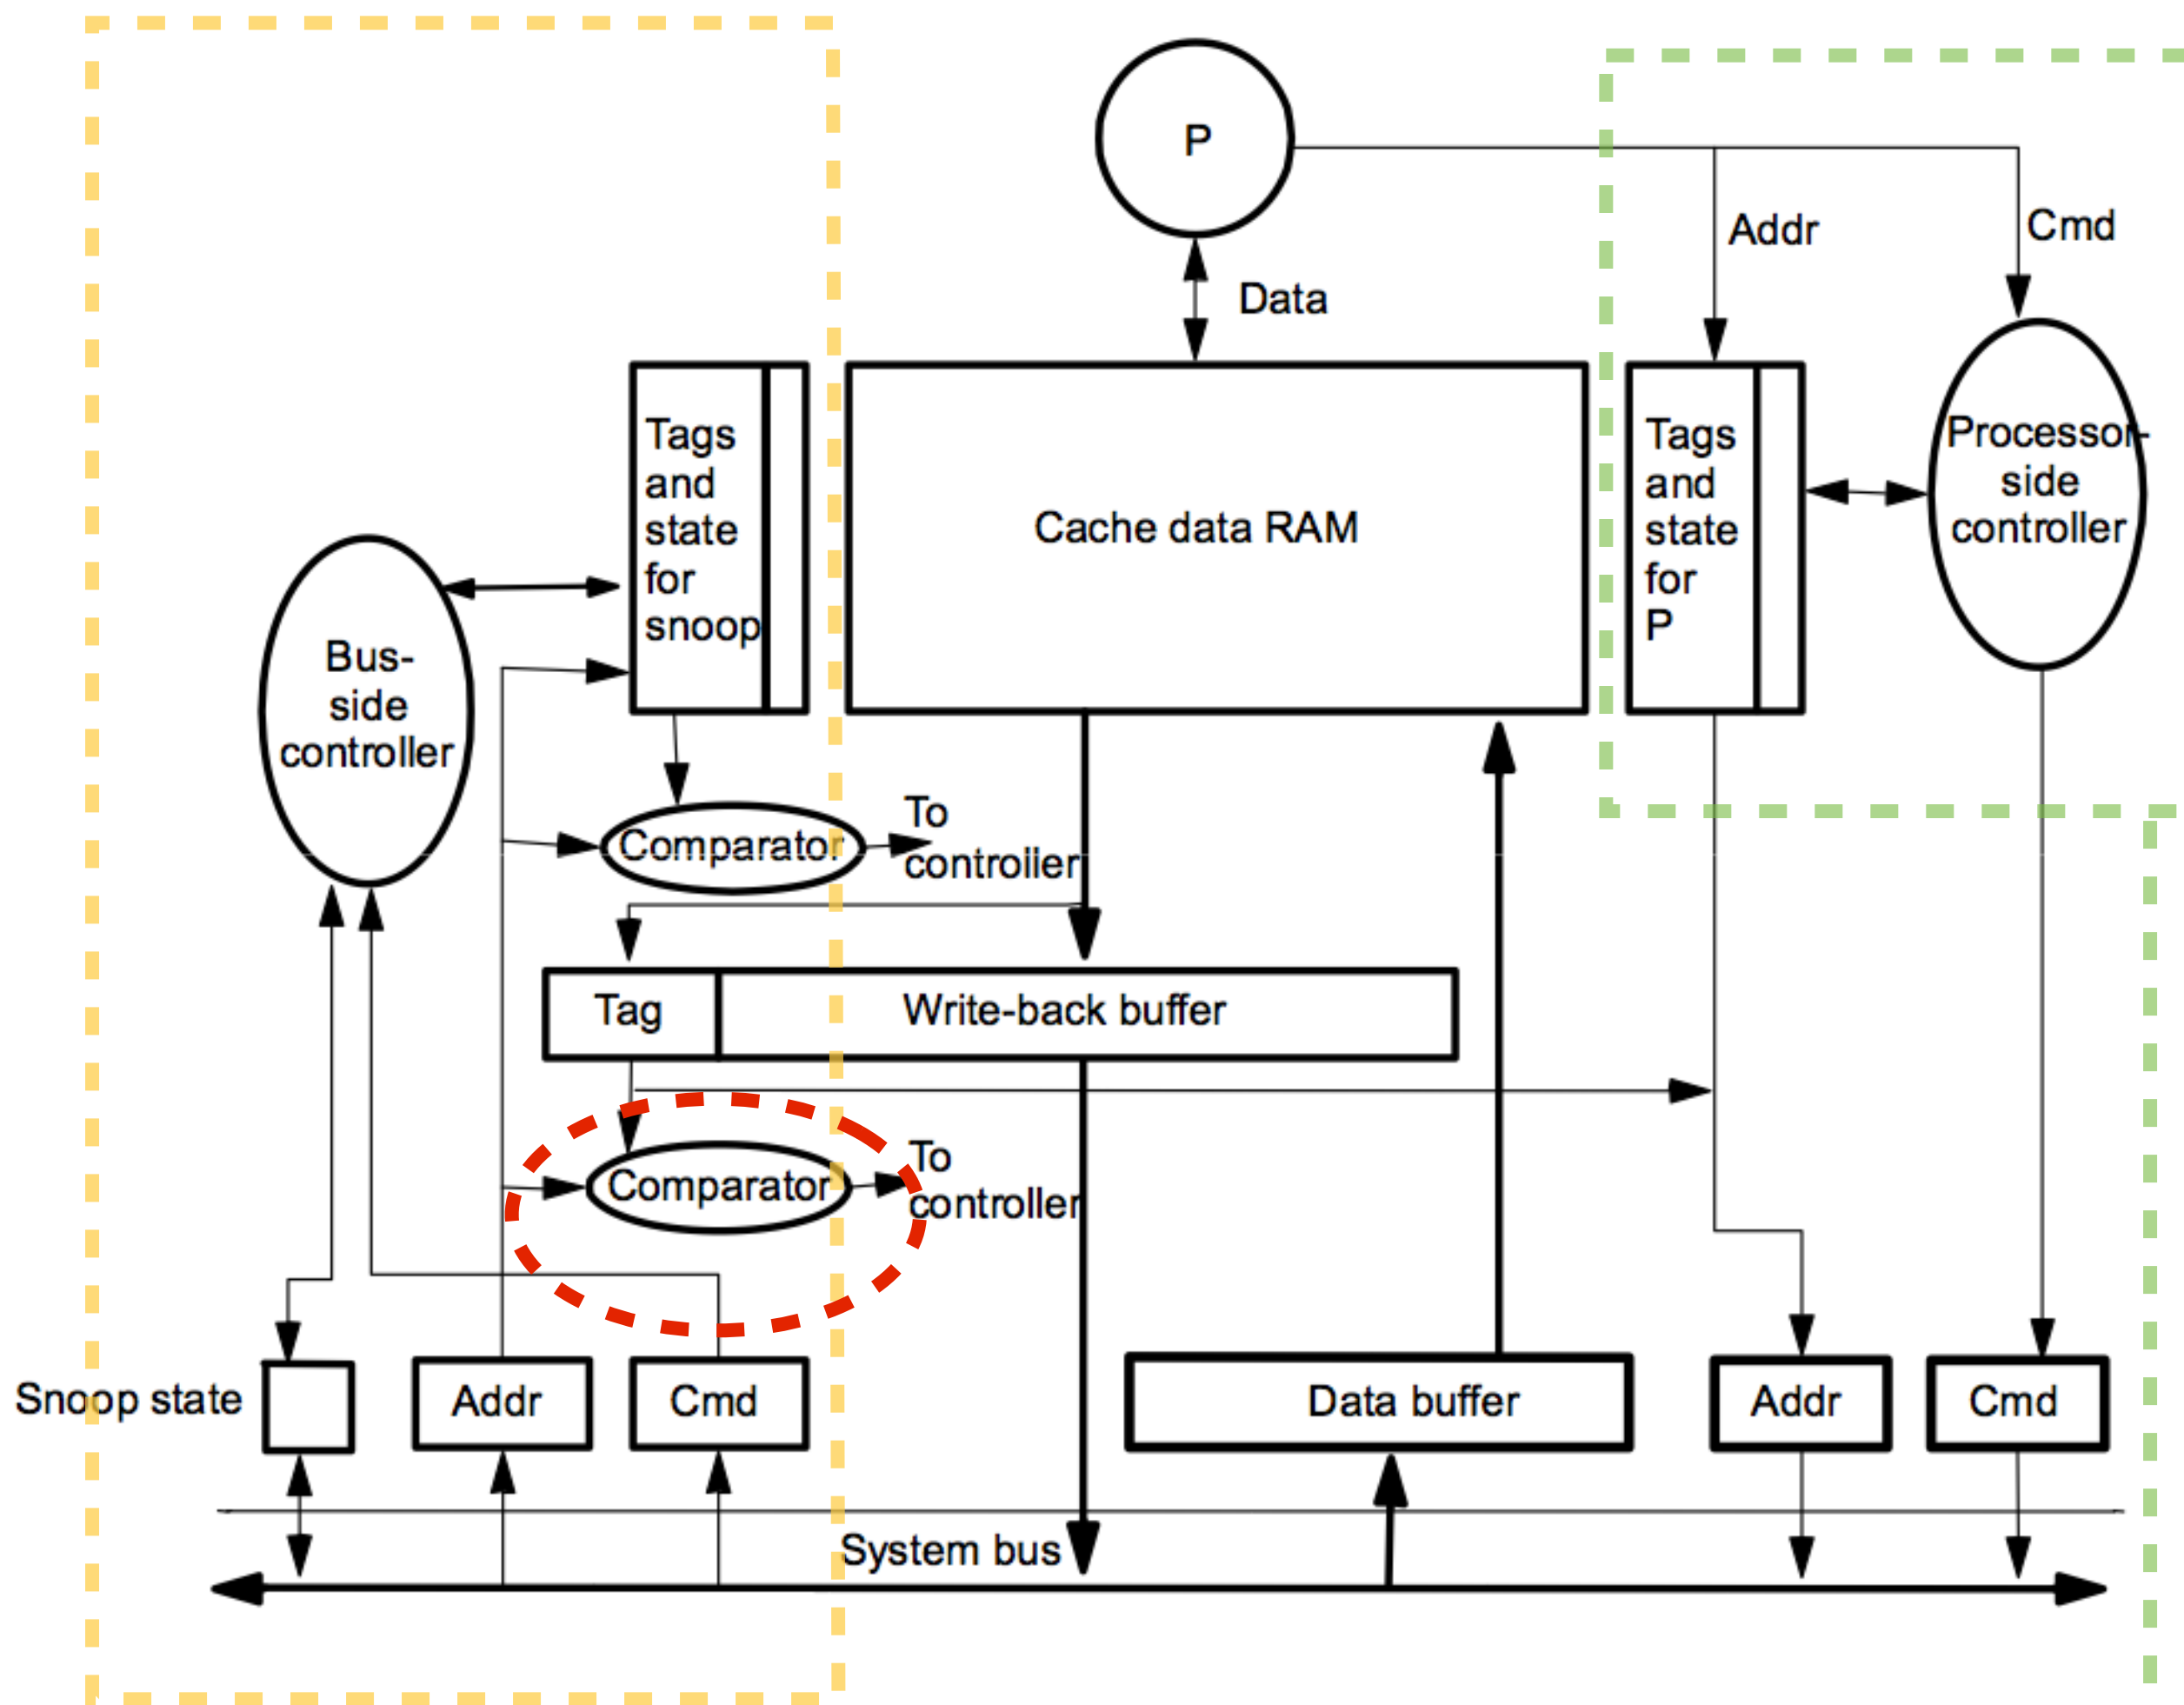 P
Addr
Cmd
Data
Tags
and
state
for
snoop
Cache data RAM
Tags
and
state
for
P
Processor-
side
controller
Bus-
side
controller
Comparator
To
controller
Tag
Write-back buffer
Comparator
To
controller
Snoop state
Addr
Cmd
Data buffer
Addr
Cmd
System bus